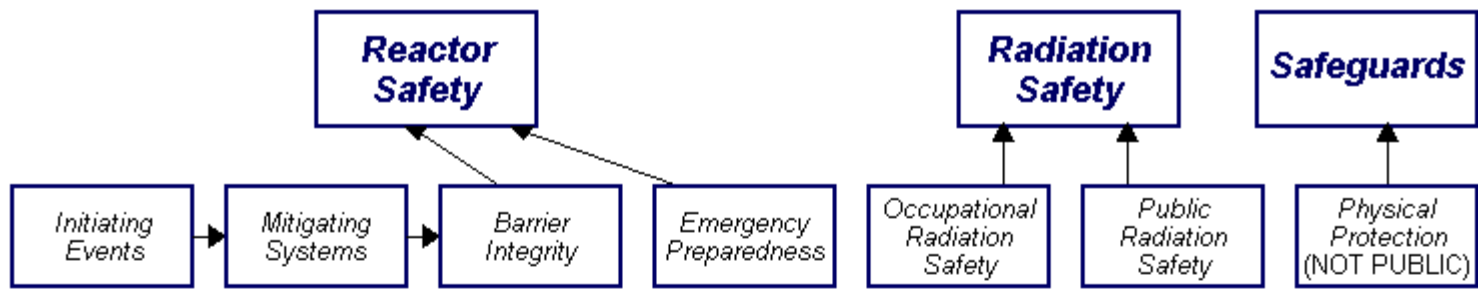 Reactor
Safety
Radiation
Safety
Safeguards
Initiating
Events
Mitigating
Systems
Barrier
Integrity
Emergency
Preparedness
Occupational
Radiation
Safety
Public
Radiation
Safety
Physical
Protection
(NOT PUBLIC)